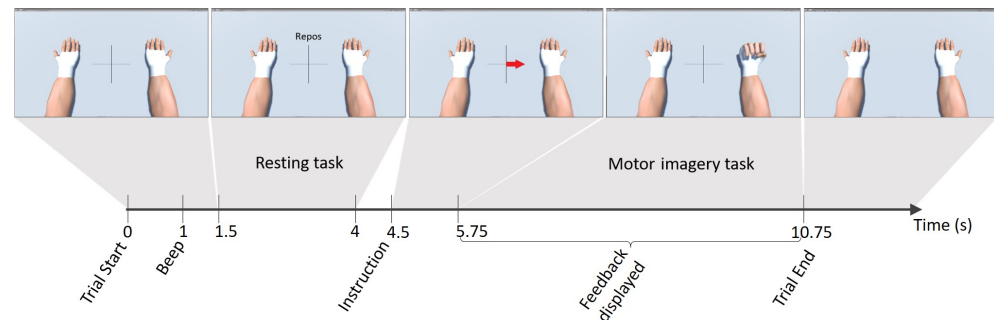 Repos
Resting task
Motor imagery task
0
1
1.5
4
4.5
5.75
10.75
Time (s)
Trial Start
Beep
Instruction
Feedback
displayed
Trial End